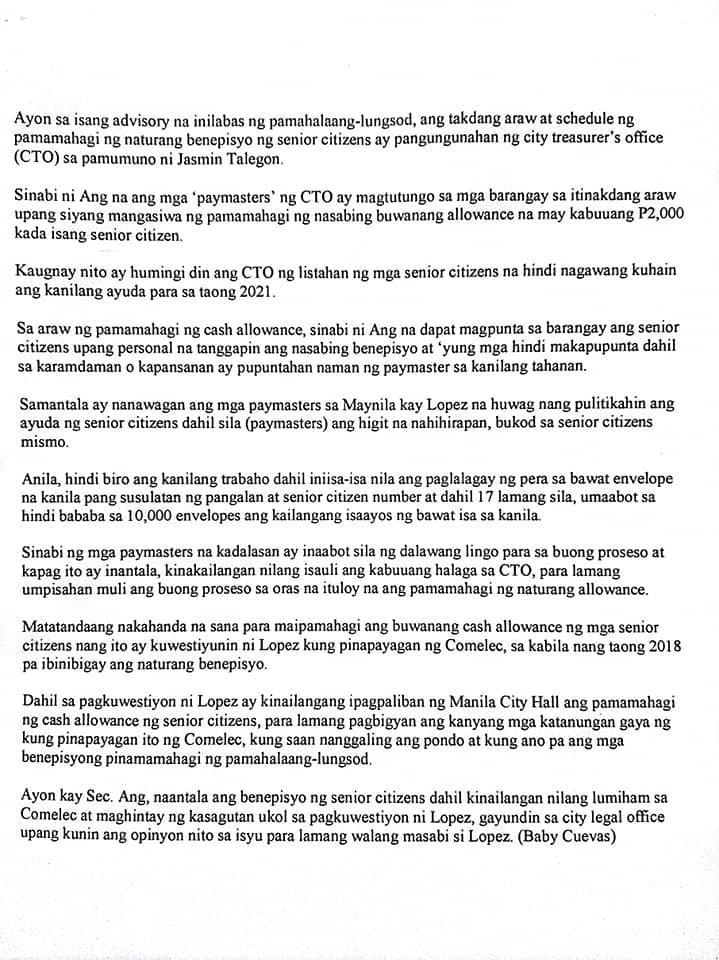 Ayon sa isang advisory na inilabas ng pamahalaang-lungsod, ang takdang araw at schedule ng
pamamahagi ng naturang benepisyo ng senior citizens ay pangungunahan ng city treasurer's office
(CTO) sa pamumuno ni Jasmin Talegon.
Sinabi ni Ang na ang mga 'paymasters' ng CTO ay magtutungo sa mga barangay sa itinakdang araw
upang siyang mangasiwa ng pamamahagi ng nasabing buwanang allowance na may kabuuang P2,000
kada isang senior citizen.
Kaugnay nito ay humingi din ang CTO ng listahan ng mga senior citizens na hindi nagawang kuhain
ang kanilang ayuda para sa taong 2021.
Sa araw ng pamamahagi ng cash allowance, sinabi ni Ang na dapat magpunta sa barangay ang senior
citizens upang personal na tanggapin ang nasabing benepisyo at 'yung mga hindi makapupunta dahil
sa karamdaman o kapansanan ay pupuntahan naman ng paymaster sa kanilang tahanan.
Samantala ay nanawagan ang mga paymasters sa Maynila kay Lopez na huwag nang pulitikahin ang
ayuda ng senior citizens dahil sila (paymasters) ang higit na nahihirapan, bukod sa senior citizens
mismo.
Anila, hindi biro ang kanilang trabaho dahil iniisa-isa nila ang paglalagay ng pera sa bawat envelope
na kanila pang susulatan ng pangalan at senior citizen number at dahil 17 lamang sila, umaabot sa
hindi bababa sa 10,000 envelopes ang kailangang isaayos ng bawat isa sa kanila.
Sinabi ng mga paymasters na kadalasan ay inaabot sila ng dalawang lingo para sa buong proseso at
kapag ito ay inantala, kinakailangan nilang isauli ang kabuuang halaga sa CTO, para lamang
umpisahan muli ang buong proseso sa oras na ituloy na ang pamamahagi ng naturang allowance.
Matatandaang nakahanda na sana para maipamahagi ang buwanang cash allowance ng mga senior
citizens nang ito ay kuwestiyunin ni Lopez kung pinapayagan ng Comelec, sa kabila nang taong 2018
pa ibinibigay ang naturang benepisyo.
Dahil sa pagkuwestiyon ni Lopez ay kinailangang ipagpaliban ng Manila City Hall ang pamamahagi
ng cash allowance ng senior citizens, para lamang pagbigyan ang kanyang mga katanungan gaya ng
kung pinapayagan ito ng Comelec, kung saan nanggaling ang pondo at kung ano pa ang mga
benepisyong pinamamahagi ng pamahalaang-lungsod.
Ayon kay Sec. Ang, naantala ang benepisyo ng senior citizens dahil kinailangan nilang lumiham sa
Comelec at maghintay ng kasagutan ukol sa pagkuwestiyon ni Lopez, gayundin sa city legal office
upang kunin ang opinyon nito sa isyu para lamang walang masabi si Lopez. (Baby Cuevas)